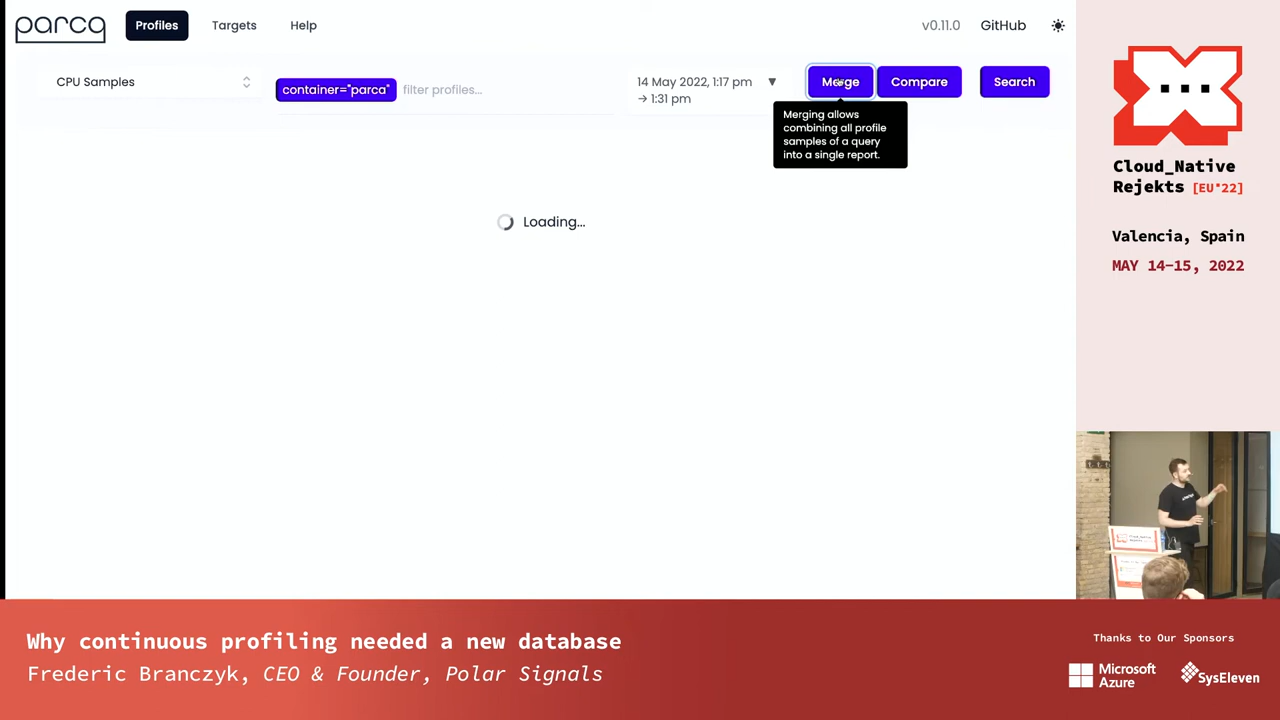 parca
Profiles
Targets
Help
v0.11.0
GitHub
CPU Samples
container="parca"
filter profiles...
14 May 2022, 1:17 pm
→ 1:31 pm
Merge
Compare
Search
Merging allows
combining all profile
samples of a query
into a single report.
Loading...
Cloud_Native
Rejekts [EU*22]
Valencia, Spain
MAY 14-15, 2022
Why continuous profiling needed a new database
Frederic Branczyk, CEO & Founder, Polar Signals
Thanks to Our Sponsors
Microsoft
Azure
SysEleven